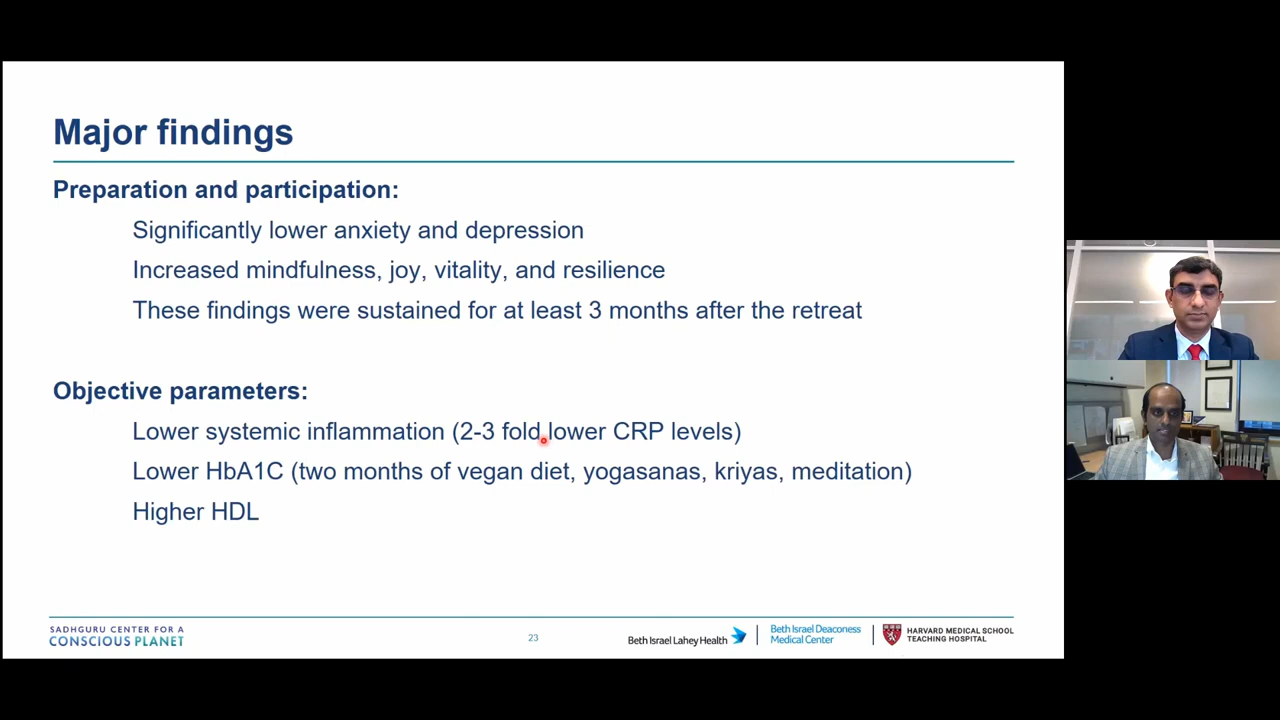 Major findings
Preparation and participation:
Significantly lower anxiety and depression
Increased mindfulness, joy, vitality, and resilience
These findings were sustained for at least 3 months after the retreat
Objective parameters:
Lower systemic inflammation (2-3 fold lower CRP levels)
Lower HbA1C (two months of vegan diet, yogasanas, kriyas, meditation)
Higher HDL
SADHGURU CENTER FOR A
CONSCIOUS PLANET
23
Beth Israel Lahey Health
Beth Israel Deaconess
Medical Center
HARVARD MEDICAL SCHOOL
TEACHING HOSPITAL